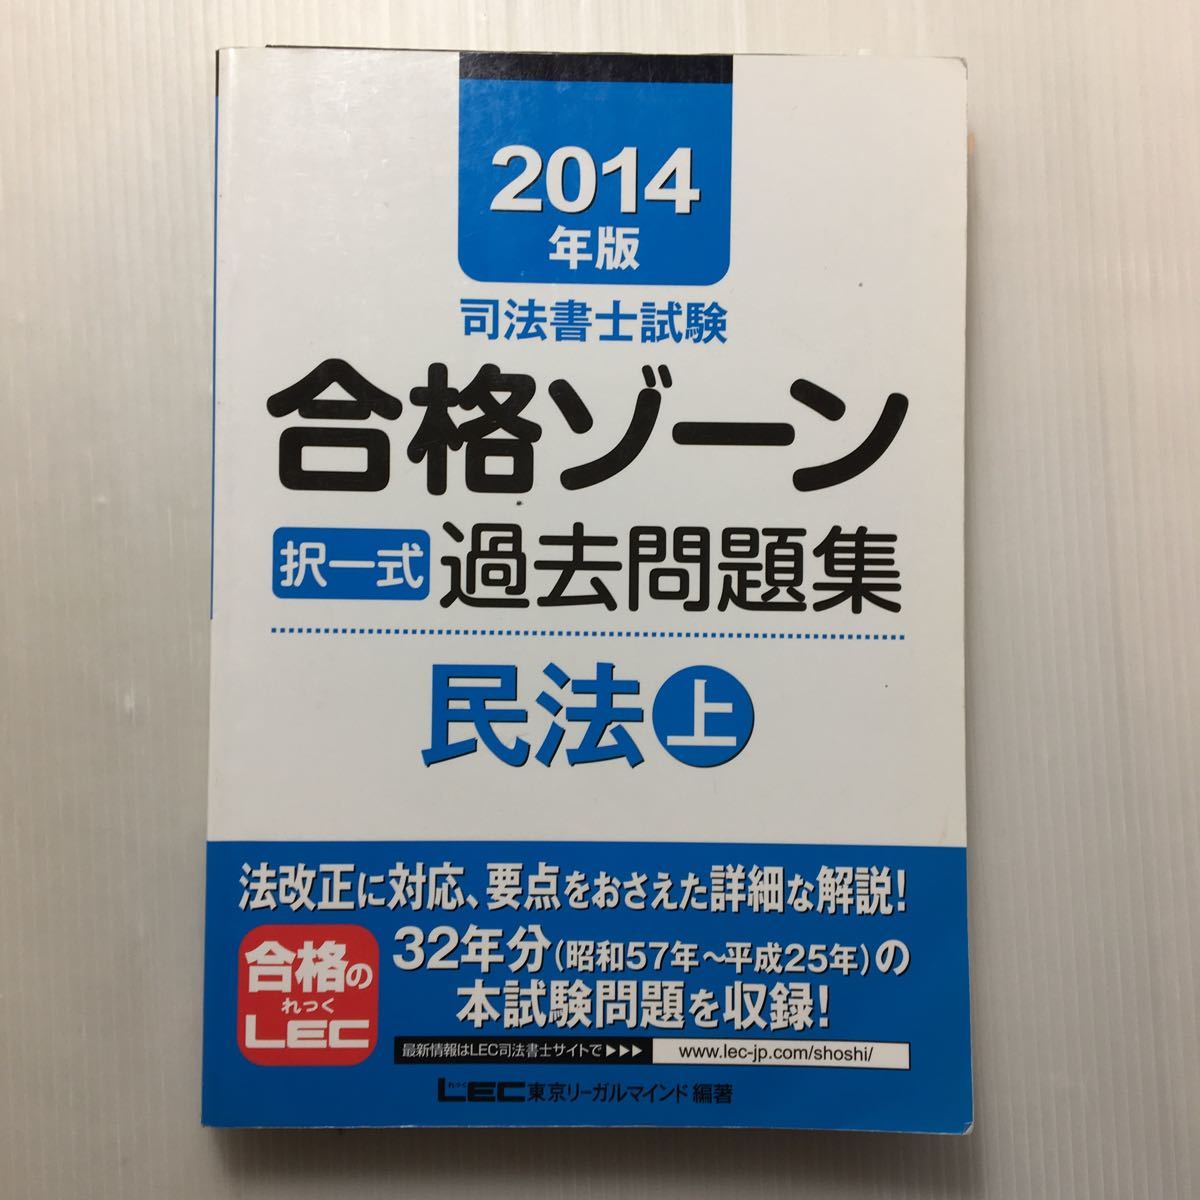 2014
年版
司法書士試験
合格ゾーン
択一式 過去問題集
民法上
法改正に対応、要点をおさえた詳細な解説!
32年分(昭和57年〜平成25年)の
本試験問題を収録!
合格の
れっく
LEC
最新情報はLEC司法書士サイトで▶▶▶ www.lec-jp.com/shoshi/
れっく
LEC東京リーガルマインド 編著